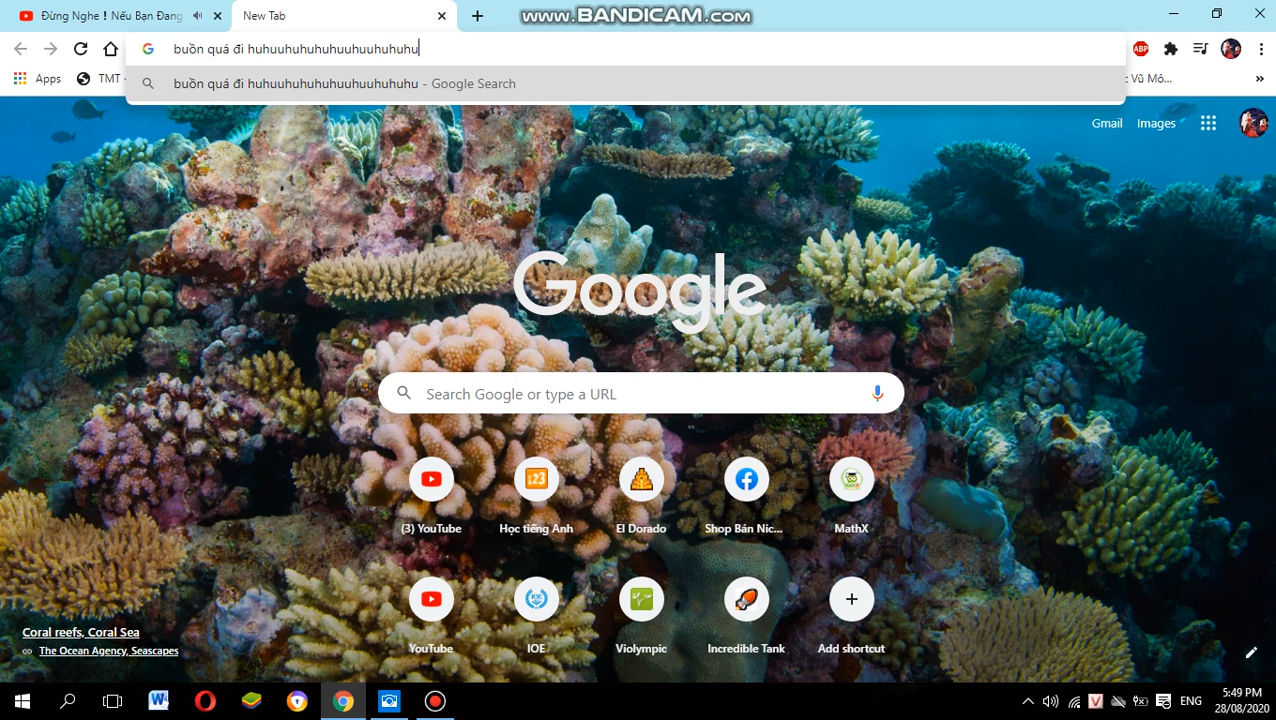 Đừng Nghe ! Nếu Bạn Đang
New Tab
www.BANDICAM.com
buồn quá đi huhuuhuhuhuhuuhuuhuhuhu
ABP
Apps
TMT
: Vũ Mô...
»
buồn quá đi huhuuhuhuhuhuuhuuhuhuhu - Google Search
Gmail
Images
Google
Search Google or type a URL
123
(3) YouTube
Học tiếng Anh
El Dorado
Shop Bán Nic...
MathX
IOE
YouTube
IOE
Violympic
Incredible Tank
Add shortcut
Coral reefs, Coral Sea
The Ocean Agency, Seascapes
ENG
5:49 PM
28/08/2020